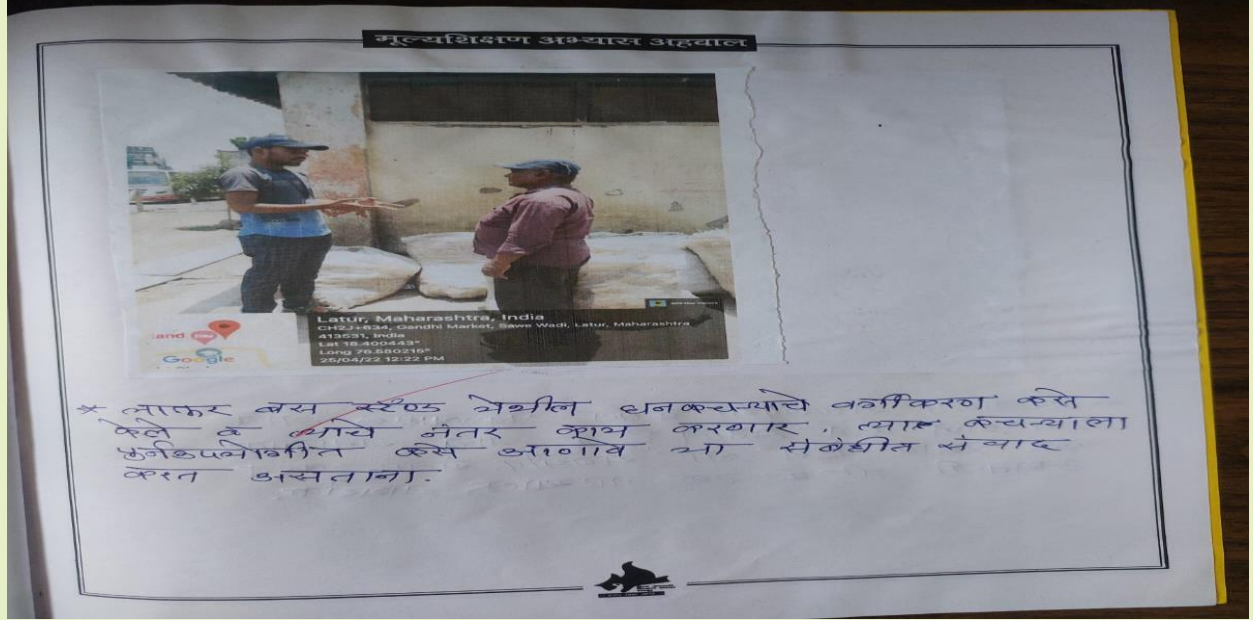 मूल्यशिक्षण अभ्यास अहवाल
Latur, Maharashtra, India
CH2J+634, Gandhi Market, Sawe Wadi, Latur, Maharashtra
413531, India
Lat 18.400443°
Long 76.580215°
25/04/22 12:22 PM
Google
* लातूर बस स्टॅण्ड येथील घनकचऱ्याचे वर्गीकरण कसे
केले व त्याचे नंतर काय करणार. त्या कचऱ्याला
कसे आणावे या संबंधीत संवाद
करत असताना.